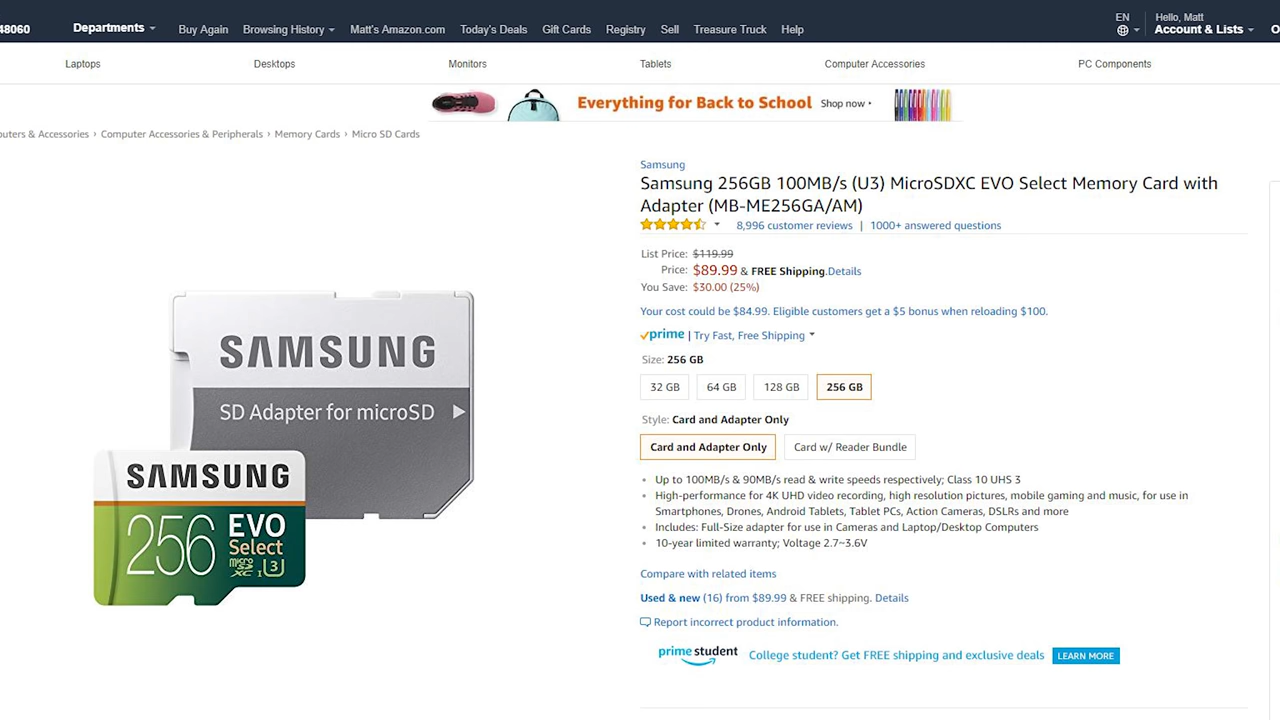 48060
Departments
Buy Again
Browsing History
Matt's Amazon.com
Today's Deals
Gift Cards
Registry
Sell
Treasure Truck
Help
EN
Hello, Matt
Account & Lists
Laptops
Desktops
Monitors
Tablets
Computer Accessories
PC Components
Everything for Back to School
Shop now
uters & Accessories › Computer Accessories & Peripherals › Memory Cards › Micro SD Cards
Samsung
Samsung 256GB 100MB/s (U3) MicroSDXC EVO Select Memory Card with
Adapter (MB-ME256GA/AM)
8,996 customer reviews | 1000+ answered questions
List Price: $119.99
Price: $89.99 & FREE Shipping. Details
You Save: $30.00 (25%)
Your cost could be $84.99. Eligible customers get a $5 bonus when reloading $100.
prime | Try Fast, Free Shipping
Size: 256 GB
32 GB
64 GB
128 GB
256 GB
Style: Card and Adapter Only
Card and Adapter Only
Card w/ Reader Bundle
• Up to 100MB/s & 90MB/s read & write speeds respectively; Class 10 UHS 3
• High-performance for 4K UHD video recording, high resolution pictures, mobile gaming and music, for use in
Smartphones, Drones, Android Tablets, Tablet PCs, Action Cameras, DSLRs and more
• Includes: Full-Size adapter for use in Cameras and Laptop/Desktop Computers
• 10-year limited warranty; Voltage 2.7~3.6V
Compare with related items
Used & new (16) from $89.99 & FREE shipping. Details
Report incorrect product information.
prime student
College student? Get FREE shipping and exclusive deals
LEARN MORE
SAMSUNG
SD Adapter for microSD
SAMSUNG
256
EVO
Select
micro
SD XC I U3